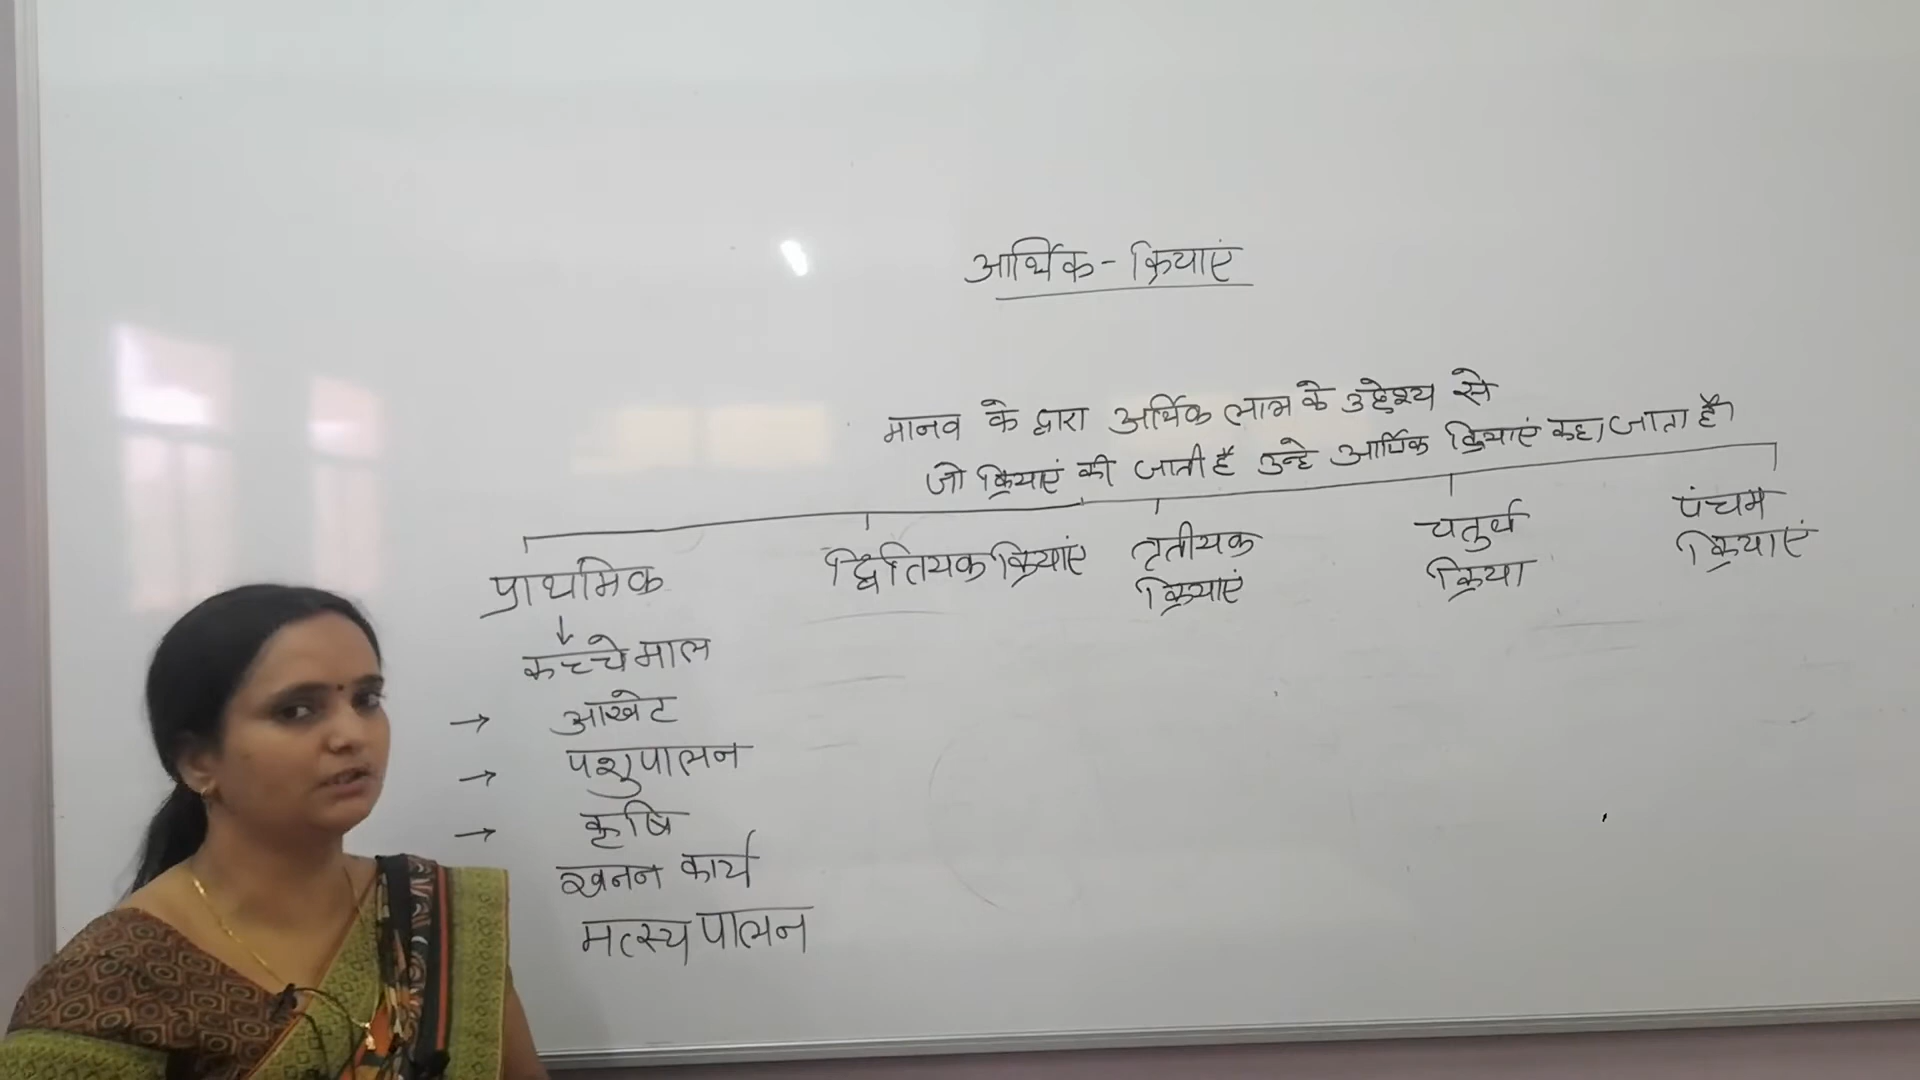 आर्थिक - क्रियाएं
मानव के द्वारा आर्थिक लाभ के उद्देश्य से
जो क्रियाएं की जाती है उन्हे आर्थिक क्रियाएं कहा जाता है
प्राथमिक
द्वितियक क्रियाएं
तृतीयक
क्रियाएं
चतुर्थ
क्रिया
पंचम
क्रियाएं
↓
कच्चे माल
→ आखेट
→ पशुपालन
→ कृषि
खनन कार्य
मत्स्य पालन